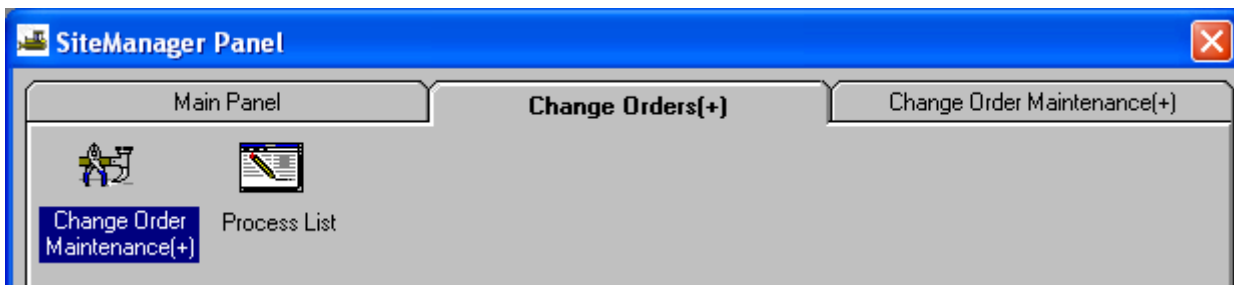 SiteManager Panel
Main Panel
Change Orders(+)
Change Order Maintenance(+)
Change Order
Maintenance(+)
Process List